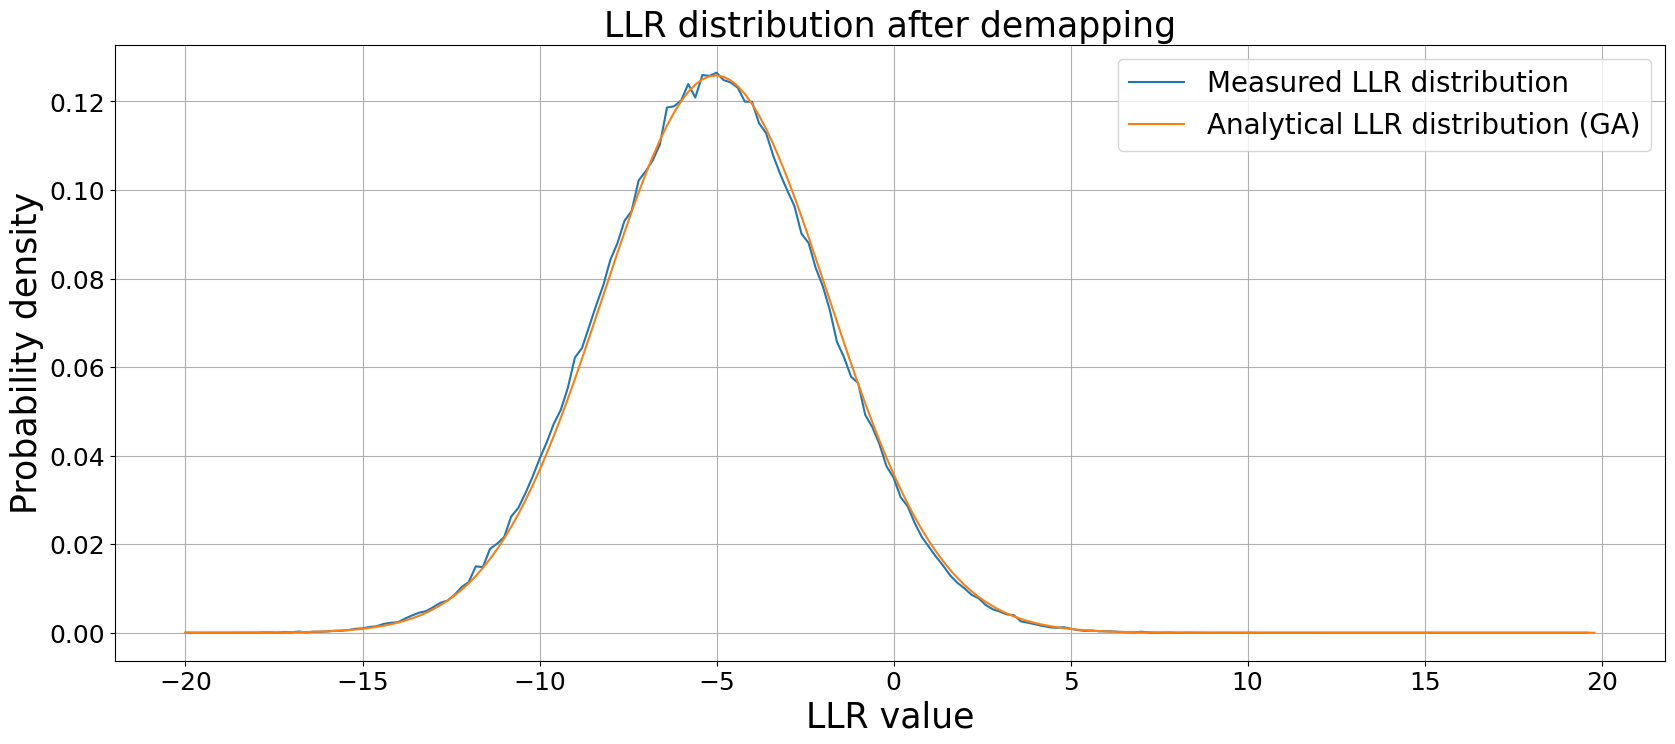 LLR distribution after demapping
Measured LLR distribution
Analytical LLR distribution (GA)
Probability density
0.12
0.10
0.08
0.06
0.04
0.02
0.00
−20 −15 −10 −5 0 5 10 15 20
LLR value